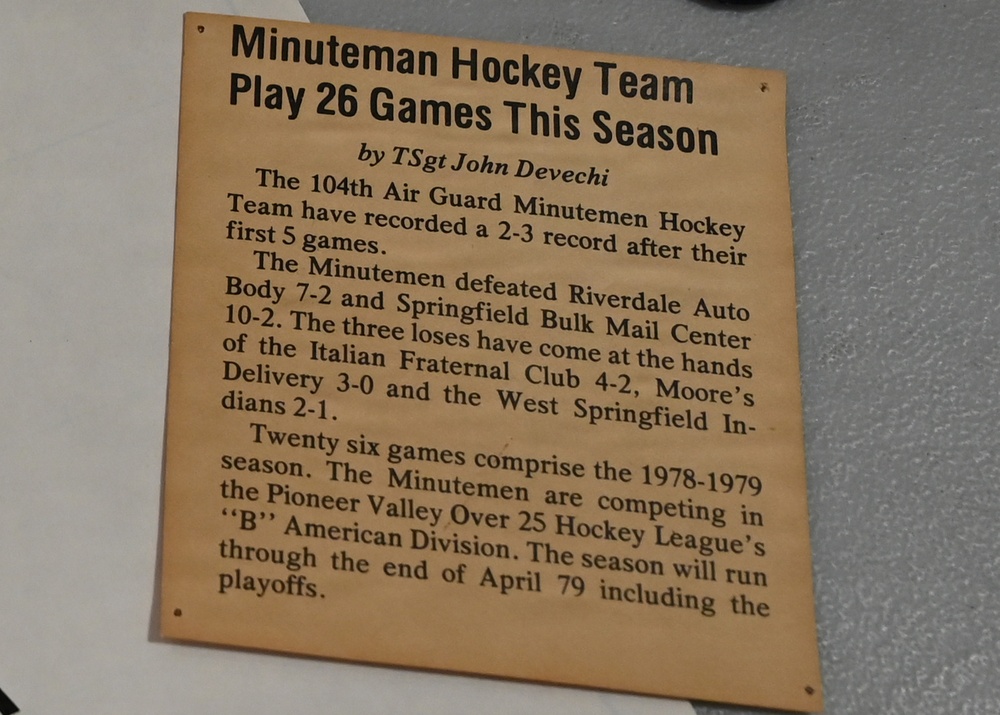 Minuteman Hockey Team
Play 26 Games This Season
by TSgt John Devechi
The 104th Air Guard Minutemen Hockey
Team have recorded a 2-3 record after their
first 5 games.
The Minutemen defeated Riverdale Auto
Body 7-2 and Springfield Bulk Mail Center
10-2. The three loses have come at the hands
of the Italian Fraternal Club 4-2, Moore's
Delivery 3-0 and the West Springfield In-
dians 2-1.
Twenty six games comprise the 1978-1979
season. The Minutemen are competing in
the Pioneer Valley Over 25 Hockey League's
"B" American Division. The season will run
through the end of April 79 including the
playoffs.